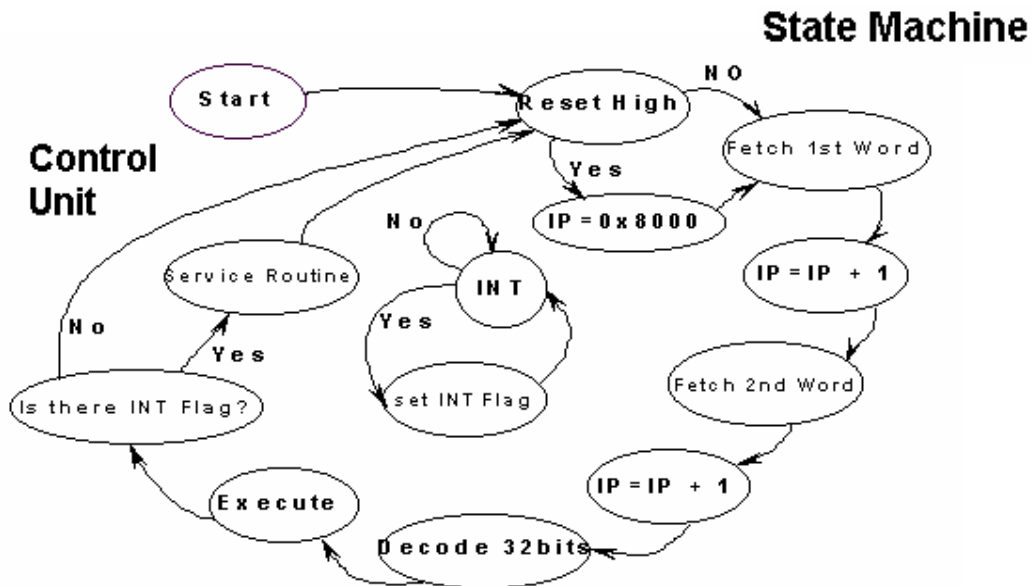 State Machine
Control
Unit
Start
Reset High
NO
Fetch 1st Word
Yes
IP = 0x8000
IP = IP + 1
Fetch 2nd Word
IP = IP + 1
Decode 32bits
Execute
Is there INT Flag?
No
Yes
Service Routine
No
INT
Yes
set INT Flag